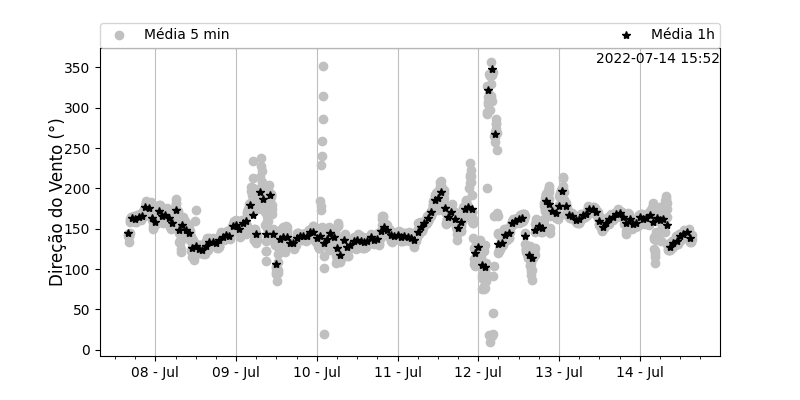 Média 5 min
Média 1h
2022-07-14 15:52
Direção do Vento (°)
350
300
250
200
150
100
50
0
08 - Jul
09 - Jul
10 - Jul
11 - Jul
12 - Jul
13 - Jul
14 - Jul